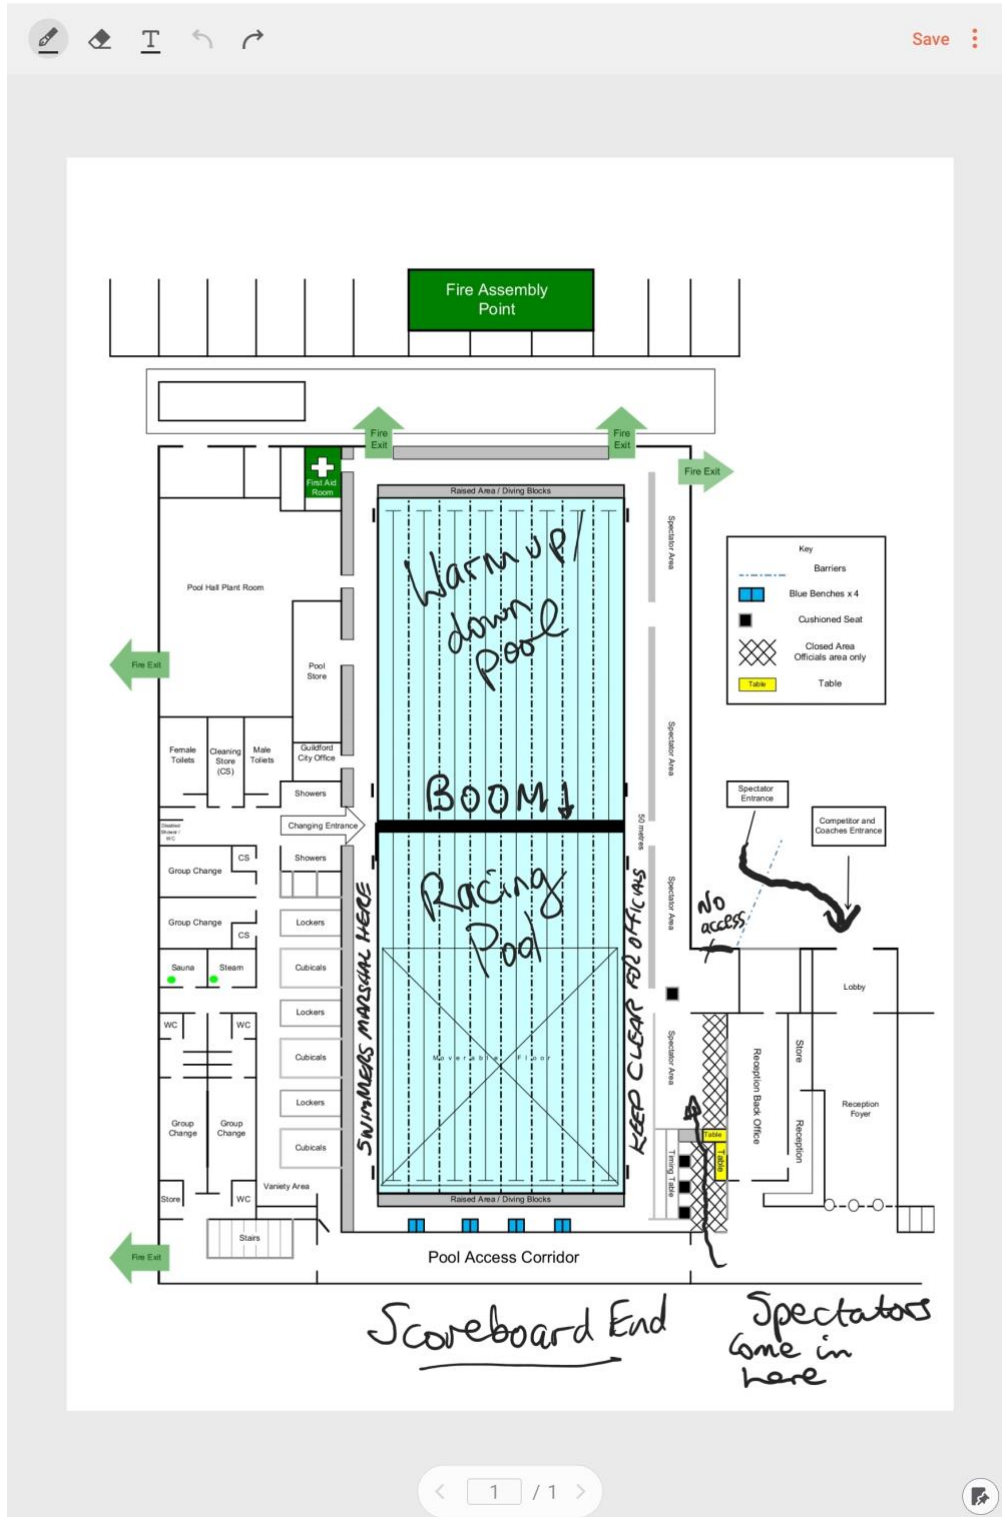 T
Save
Fire Assembly
Point
Fire
Exit
Fire
Exit
Fire Exit
First Aid
Room
Raised Area / Diving Blocks
Spectator Area
Warm up/
down
Pool
Key
Barriers
Blue Benches x 4
Cushioned Seat
Closed Area
Officials area only
Table
Table
Pool Hall Plant Room
Fire Exit
Pool
Store
Female
Toilets
Cleaning
Store
(CS)
Male
Toilets
Guildford
City Office
Spectator Area
Showers
BOOM
Spectator
Entrance
Changing Entrance
50 metres
Competitor and
Coaches Entrance
Disabled
Shower /
WC
CS
Group Change
Showers
Racing
Pool
Spectator Area
No
access
SWIMMERS MARSHAL HERE
KEEP CLEAR FOR OFFICIALS
Group Change
CS
Lockers
Sauna
Steam
Cubicals
Lobby
WC
WC
Lockers
Cubicals
Moverable Floor
Spectator Area
Reception Back Office
Store
Reception
Foyer
Lockers
Group
Change
Group
Change
Cubicals
Timing Table
Table
Table
Reception
Vaniety Area
Store
WC
Raised Area / Diving Blocks
Stairs
Fire Exit
Pool Access Corridor
Scoreboard End
Spectators
come in
here
1 / 1